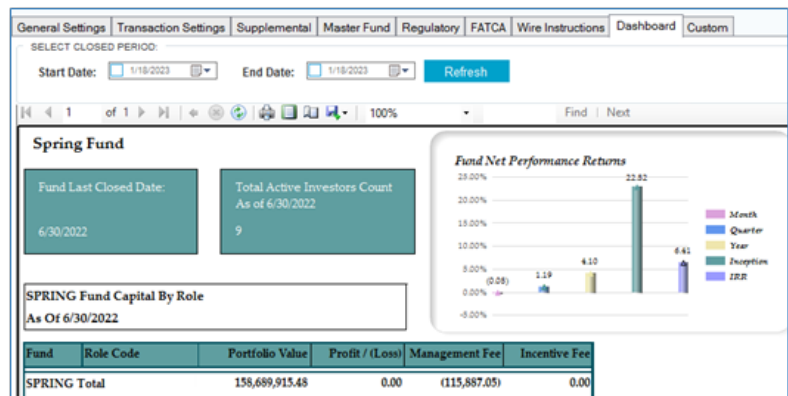 General Settings Transaction Settings Supplemental Master Fund Regulatory FATCA Wire Instructions Dashboard Custom
SELECT CLOSED PERIOD:
Start Date: 1/18/2023 End Date: 1/18/2023 Refresh
1 of 1 100% Find | Next
Spring Fund
Fund Last Closed Date:
6/30/2022
Total Active Investors Count
As of 6/30/2022
9
Fund Net Performance Returns
25.00%
20.00%
15.00%
10.00%
5.00%
0.00%
-5.00%
(0.08)
1.19
4.10
22.82
6.41
Month
Quarter
Year
Inception
IRR
SPRING Fund Capital By Role
As Of 6/30/2022
Fund Role Code Portfolio Value Profit / (Loss) Management Fee Incentive Fee
SPRING Total 158,689,915.48 0.00 (115,887.05) 0.00